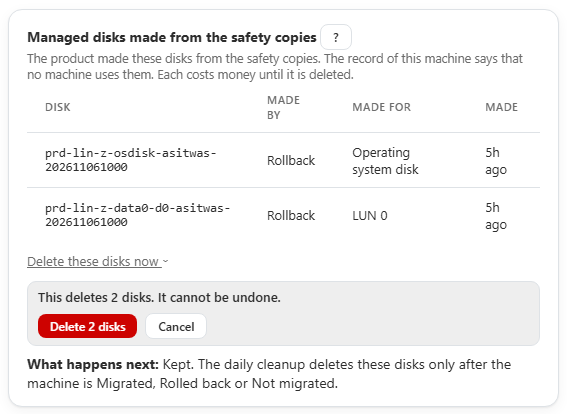 Managed disks made from the safety copies ?
The product made these disks from the safety copies. The record of this machine says that
no machine uses them. Each costs money until it is deleted.
DISK MADE BY MADE FOR MADE
prd-lin-z-osdisk-asitwas-202611061000 Rollback Operating system disk 5h ago
prd-lin-z-data0-d0-asitwas-202611061000 Rollback LUN 0 5h ago
Delete these disks now
This deletes 2 disks. It cannot be undone.
Delete 2 disks Cancel
What happens next: Kept. The daily cleanup deletes these disks only after the
machine is Migrated, Rolled back or Not migrated.